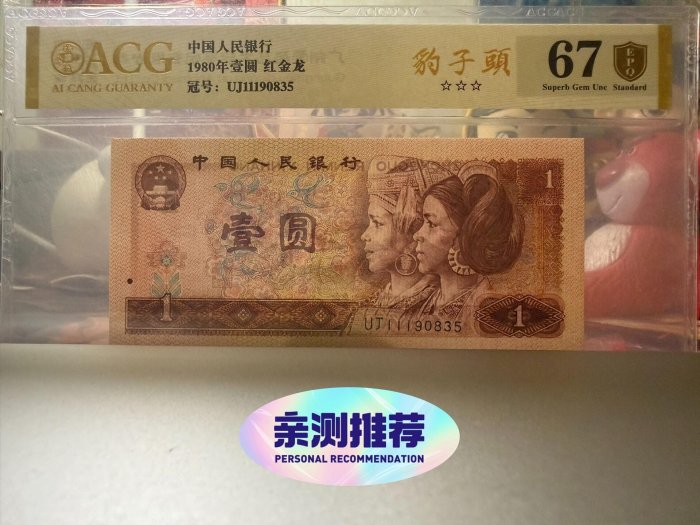 ACG
AI CANG GUARANTY
中国人民银行
1980年壹圆 红金龙
冠号: UJ11190835
豹子頭
☆☆☆
67
Superb Gem Unc
EPQ
Standard
中国人民银行
1
壹圆
1
UJ11190835
1
亲测推荐
PERSONAL RECOMMENDATION